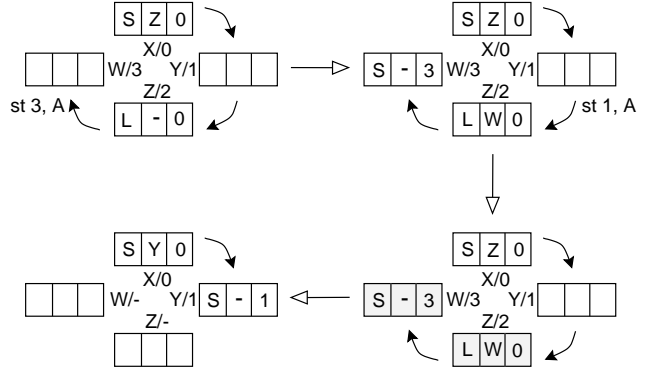 S Z 0
X/0
W/3 Y/1
Z/2
st 3, A
L - 0
S Z 0
X/0
S - 3 W/3 Y/1
Z/2
st 1, A
L W 0
S Y 0
X/0
W/- Y/1 S - 1
Z/-
S Z 0
X/0
S - 3 W/3 Y/1
Z/2
L W 0